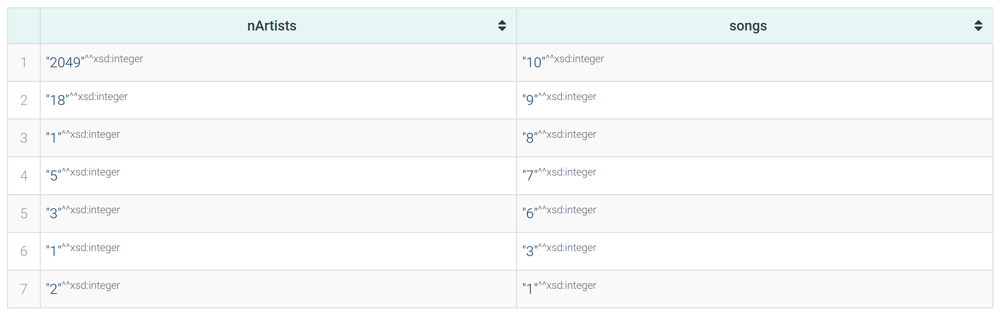 nArtists songs
1 "2049"^^xsd:integer "10"^^xsd:integer
2 "18"^^xsd:integer "9"^^xsd:integer
3 "1"^^xsd:integer "8"^^xsd:integer
4 "5"^^xsd:integer "7"^^xsd:integer
5 "3"^^xsd:integer "6"^^xsd:integer
6 "1"^^xsd:integer "3"^^xsd:integer
7 "2"^^xsd:integer "1"^^xsd:integer